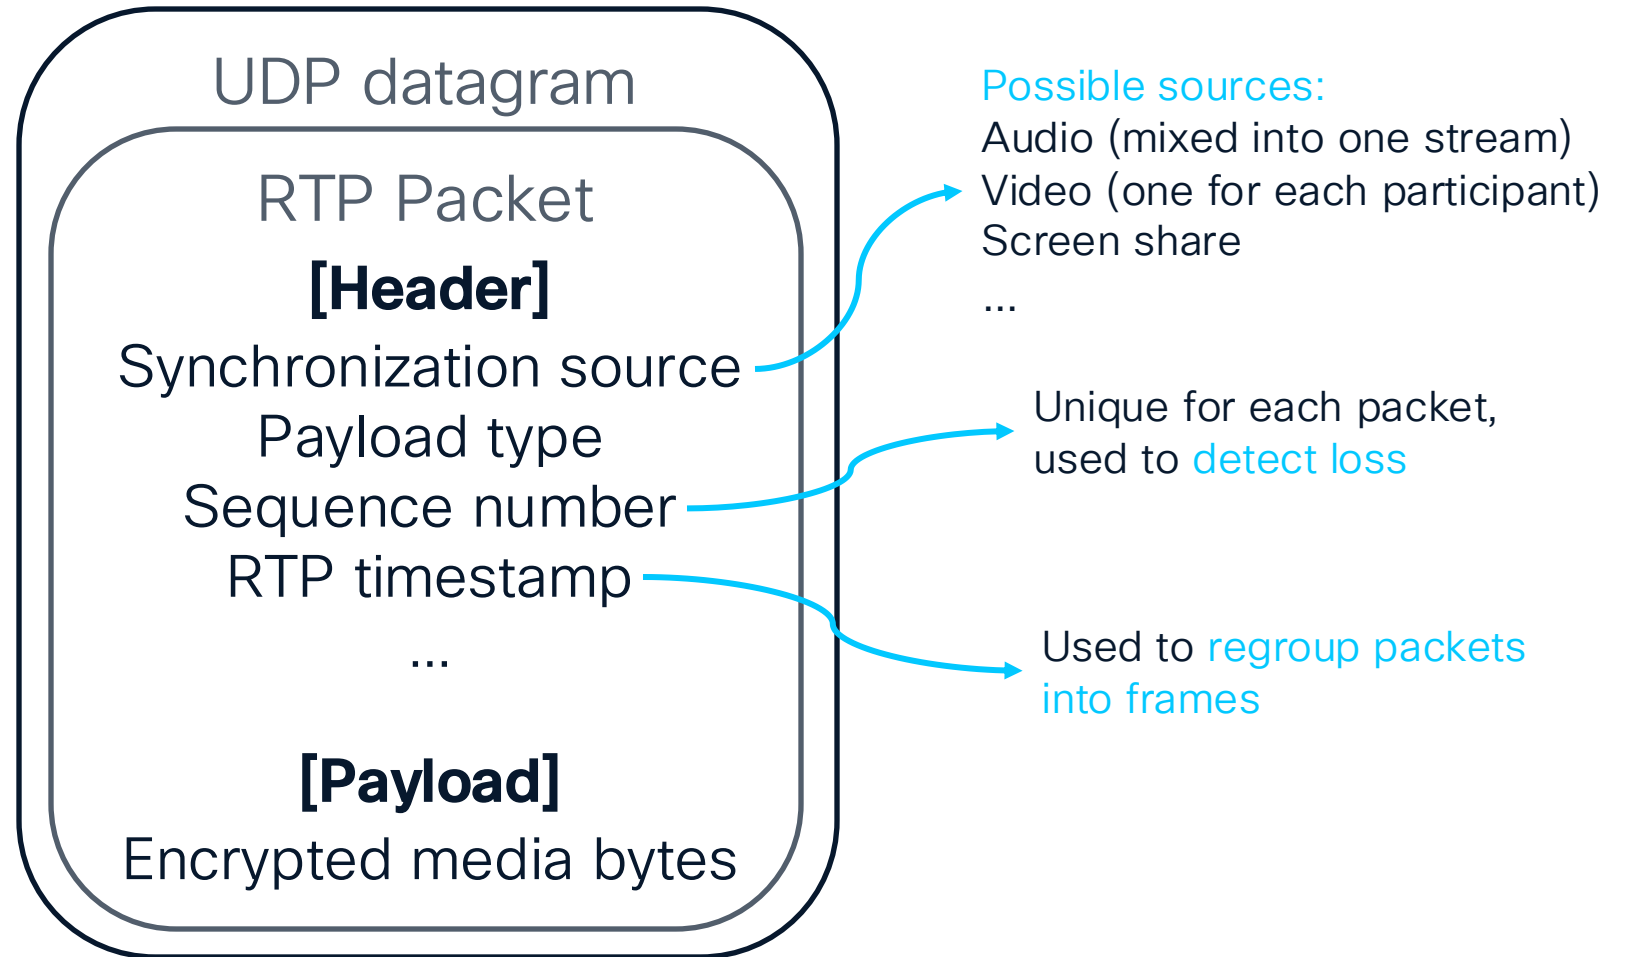 UDP datagram
RTP Packet
[Header]
Synchronization source
Payload type
Sequence number
RTP timestamp
...
[Payload]
Encrypted media bytes
Possible sources:
Audio (mixed into one stream)
Video (one for each participant)
Screen share
...
Unique for each packet,
used to detect loss
Used to regroup packets
into frames